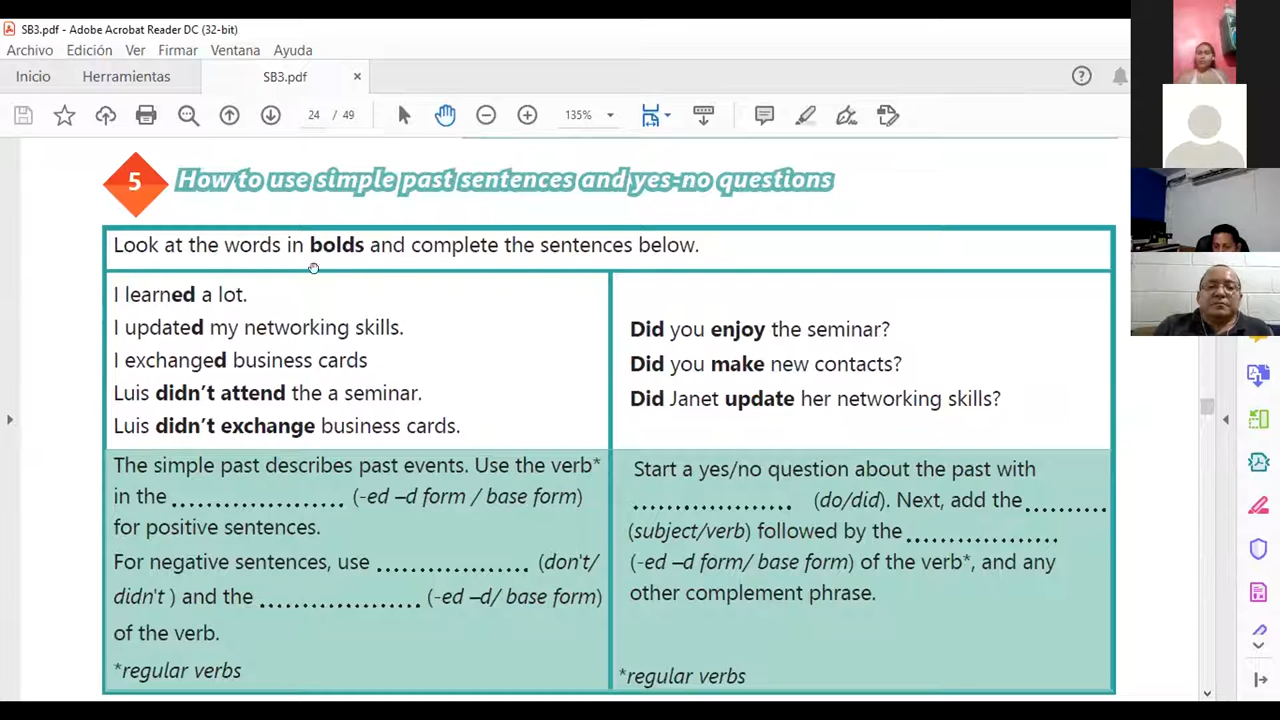 SB3.pdf - Adobe Acrobat Reader DC (32-bit)
Archivo Edición Ver Firmar Ventana Ayuda
Inicio Herramientas SB3.pdf ×
24 / 49 135%
5 How to use simple past sentences and yes-no questions
Look at the words in bolds and complete the sentences below.
I learned a lot.
I updated my networking skills.
I exchanged business cards
Luis didn't attend the a seminar.
Luis didn't exchange business cards.
Did you enjoy the seminar?
Did you make new contacts?
Did Janet update her networking skills?
The simple past describes past events. Use the verb*
in the .................... (-ed –d form / base form)
for positive sentences.
For negative sentences, use .................... (don't/
didn't ) and the .................... (-ed –d/ base form)
of the verb.
*regular verbs
Start a yes/no question about the past with
.................... (do/did). Next, add the..........
(subject/verb) followed by the ....................
(-ed –d form/ base form) of the verb*, and any
other complement phrase.
*regular verbs